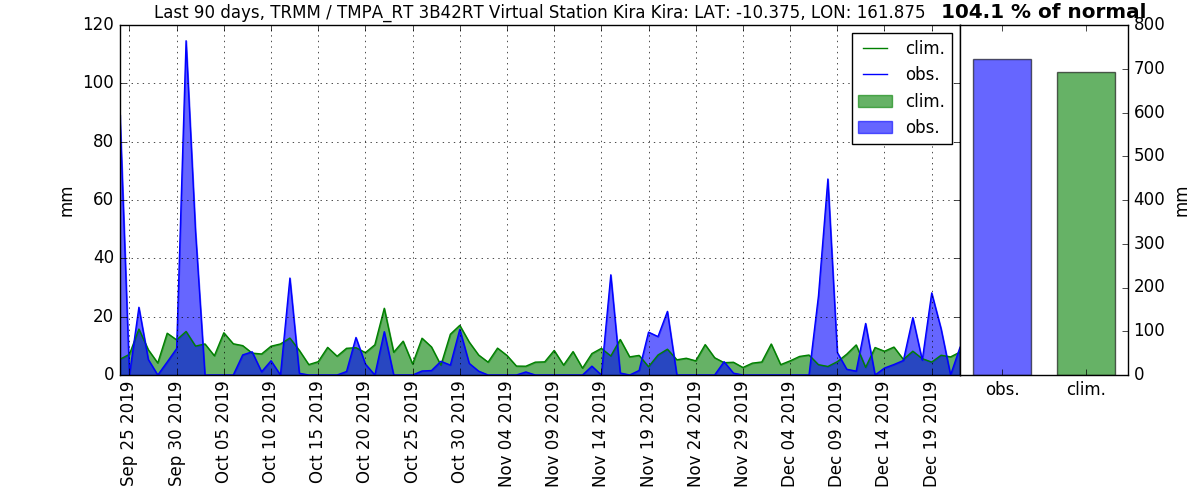 Last 90 days, TRMM / TMPA_RT 3B42RT Virtual Station Kira Kira: LAT: -10.375, LON: 161.875 104.1 % of normal
120
100
80
60
40
20
0
mm
clim.
obs.
clim.
obs.
800
700
600
500
400
300
200
100
0
mm
obs.
clim.
Sep 25 2019
Sep 30 2019
Oct 05 2019
Oct 10 2019
Oct 15 2019
Oct 20 2019
Oct 25 2019
Oct 30 2019
Nov 04 2019
Nov 09 2019
Nov 14 2019
Nov 19 2019
Nov 24 2019
Nov 29 2019
Dec 04 2019
Dec 09 2019
Dec 14 2019
Dec 19 2019